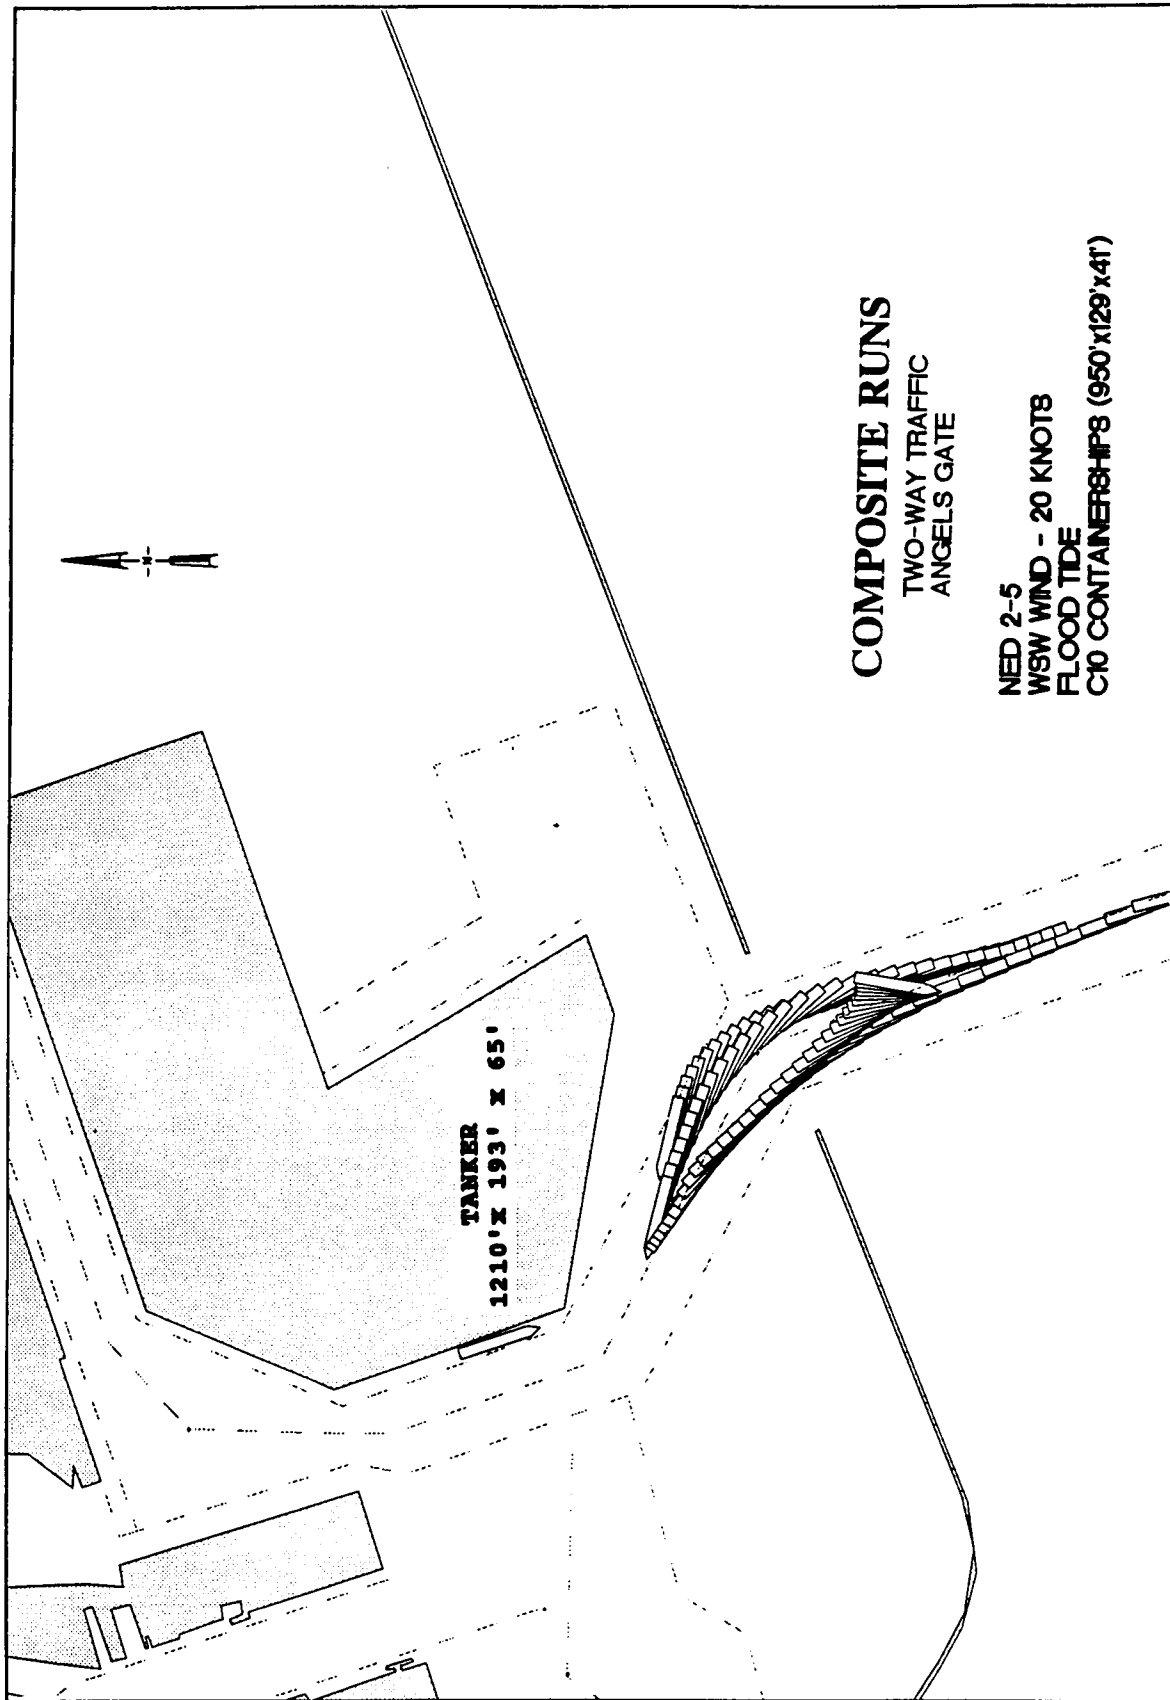 COMPOSITE RUNS
TWO-WAY TRAFFIC
ANGELS GATE
NED 2-5
WSW WIND - 20 KNOTS
FLOOD TIDE
C10 CONTAINERSHIPS (950'x129'x41')
TANKER
1210'X 193' X 65'